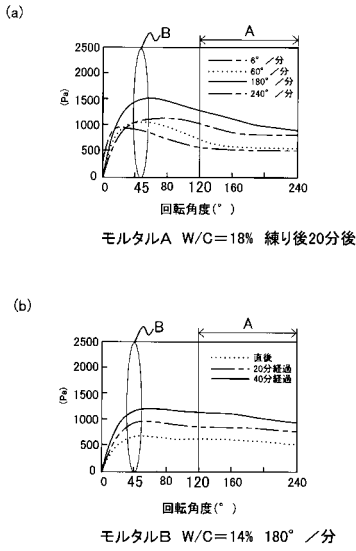 (a)
B
A
2500
2000
1500
1000
500
0
(Pa)
6° ／分
60° ／分
180° ／分
240° ／分
0 45 80 120 160 200 240
回転角度(°)
モルタルA W/C＝18% 練り後20分後
(b)
B
A
2500
2000
1500
1000
500
0
(Pa)
直後
20分経過
40分経過
0 45 80 120 160 200 240
回転角度(°)
モルタルB W/C＝14% 180° ／分